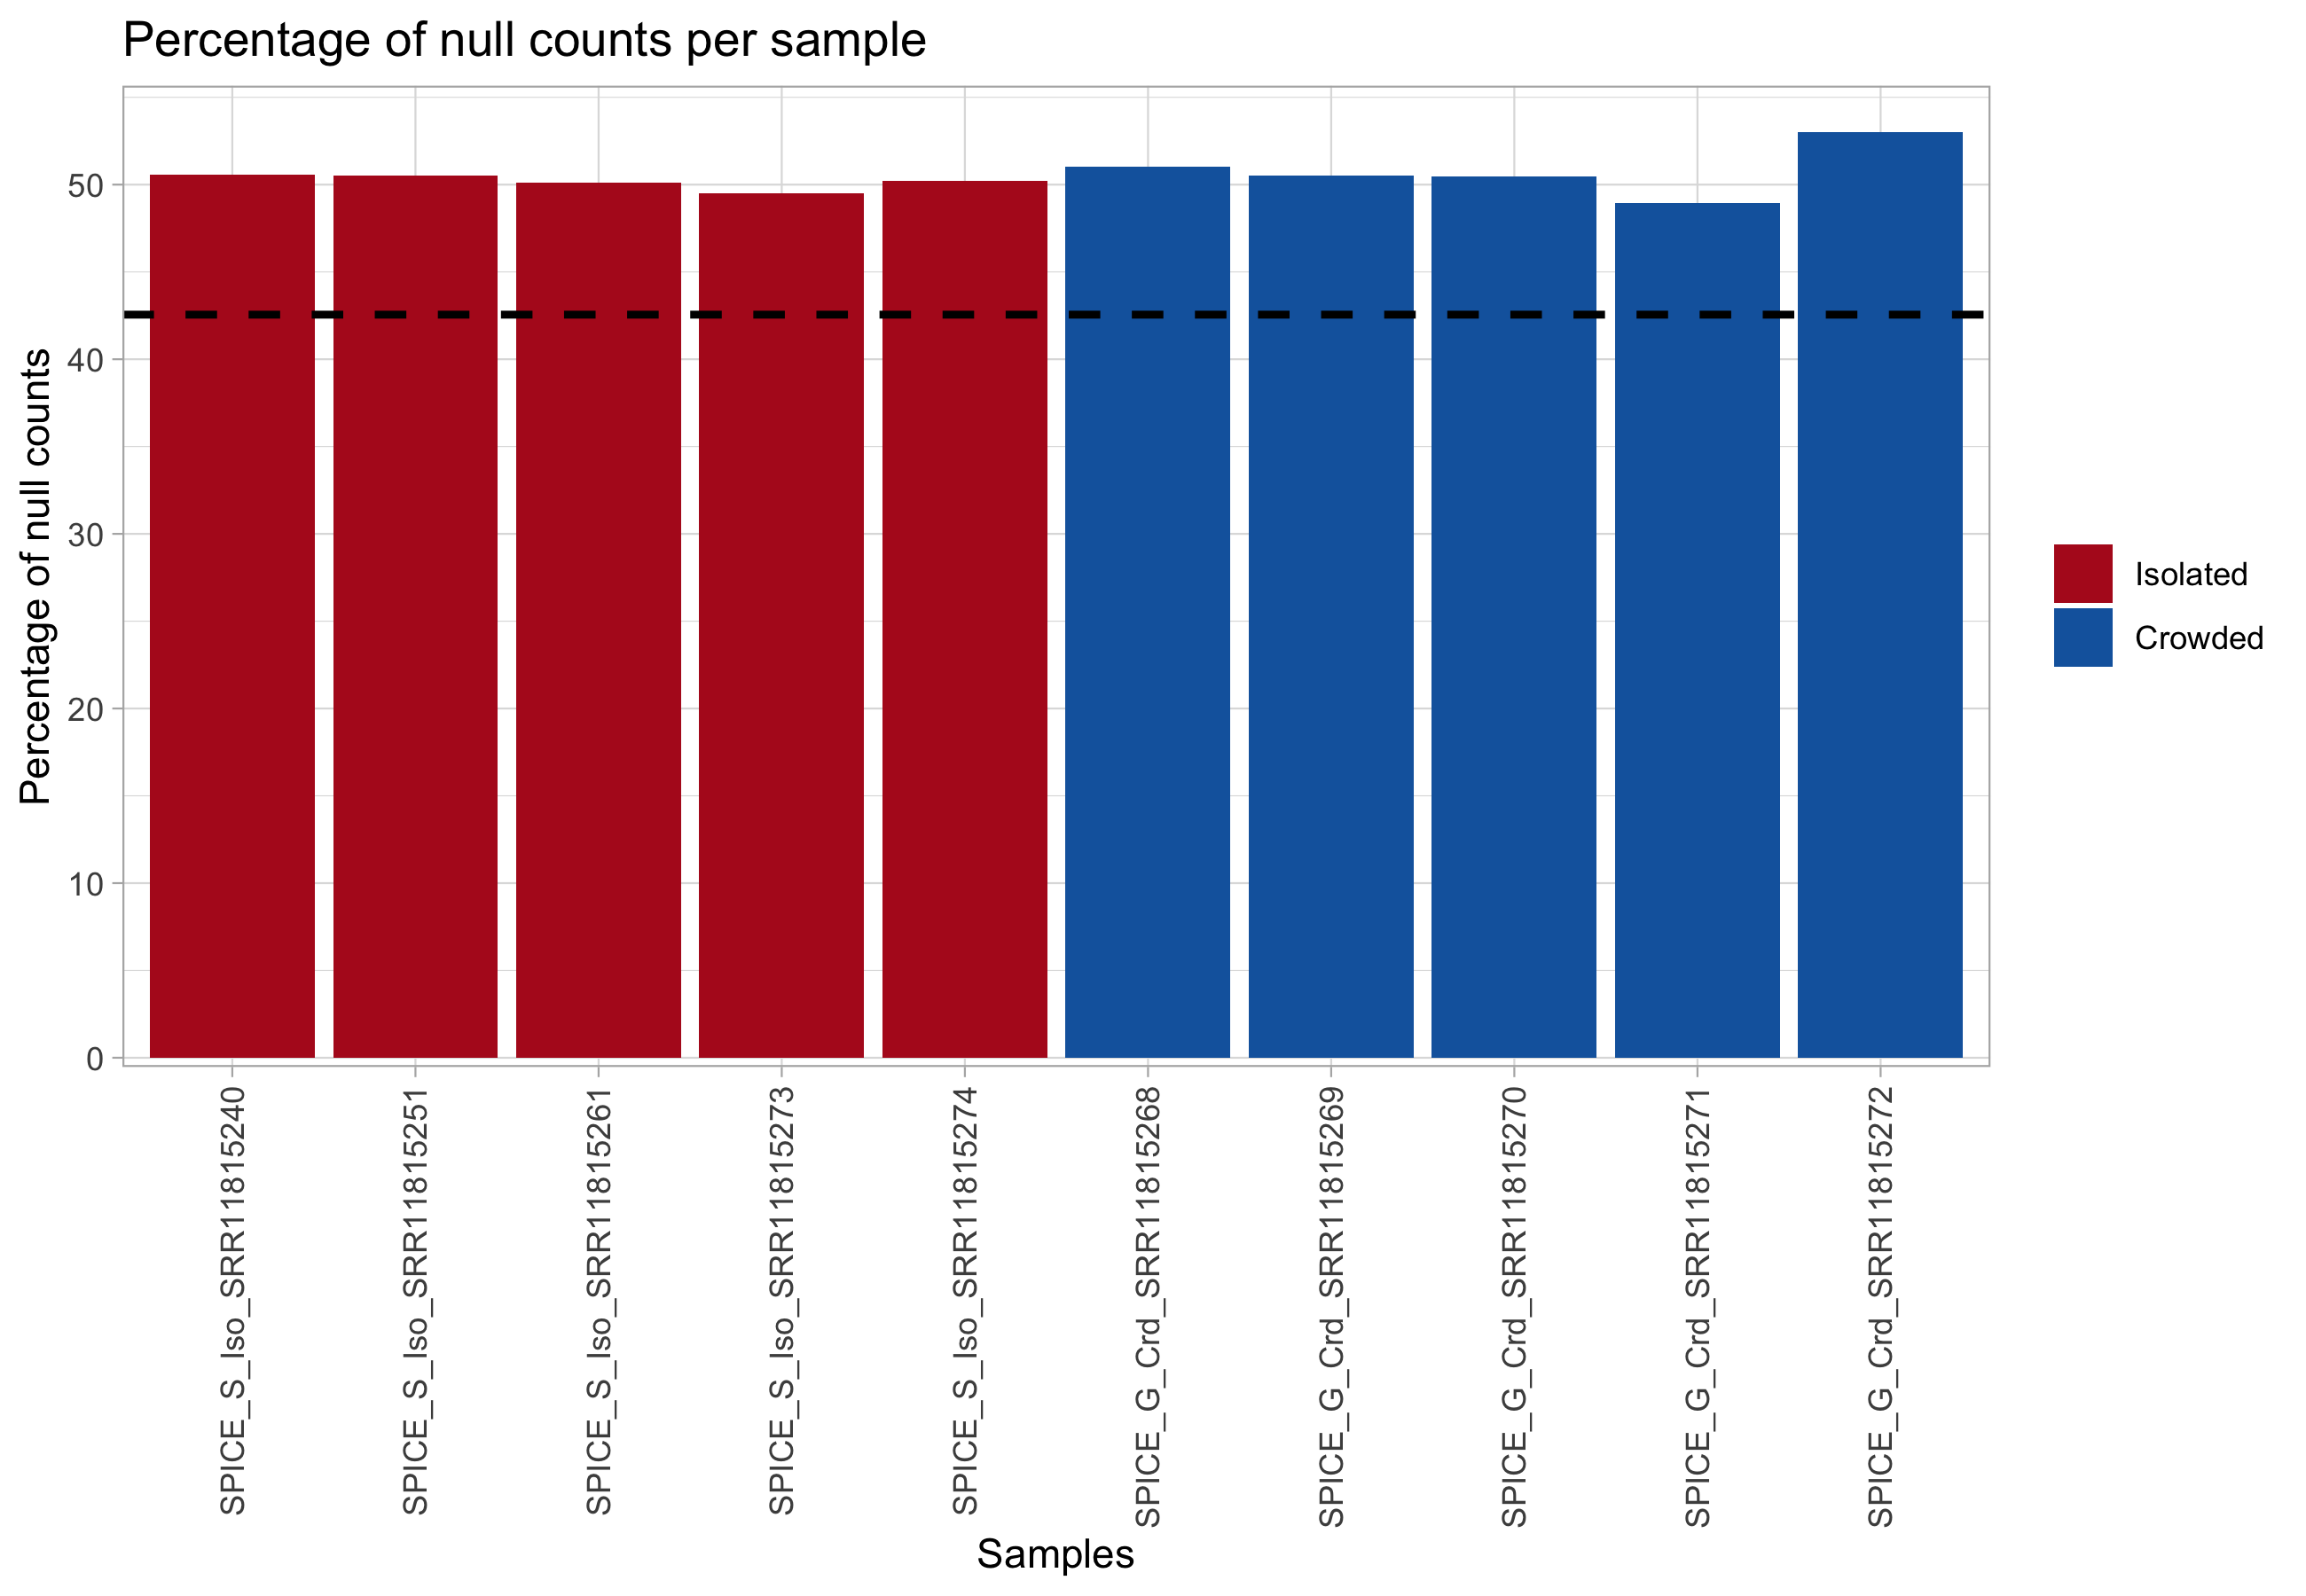 Percentage of null counts per sample
Percentage of null counts
50
40
30
20
10
0
SPICE_S_Iso_SRR11815240
SPICE_S_Iso_SRR11815251
SPICE_S_Iso_SRR11815261
SPICE_S_Iso_SRR11815273
SPICE_S_Iso_SRR11815274
SPICE_G_Crd_SRR11815268
SPICE_G_Crd_SRR11815269
SPICE_G_Crd_SRR11815270
SPICE_G_Crd_SRR11815271
SPICE_G_Crd_SRR11815272
Samples
Isolated
Crowded